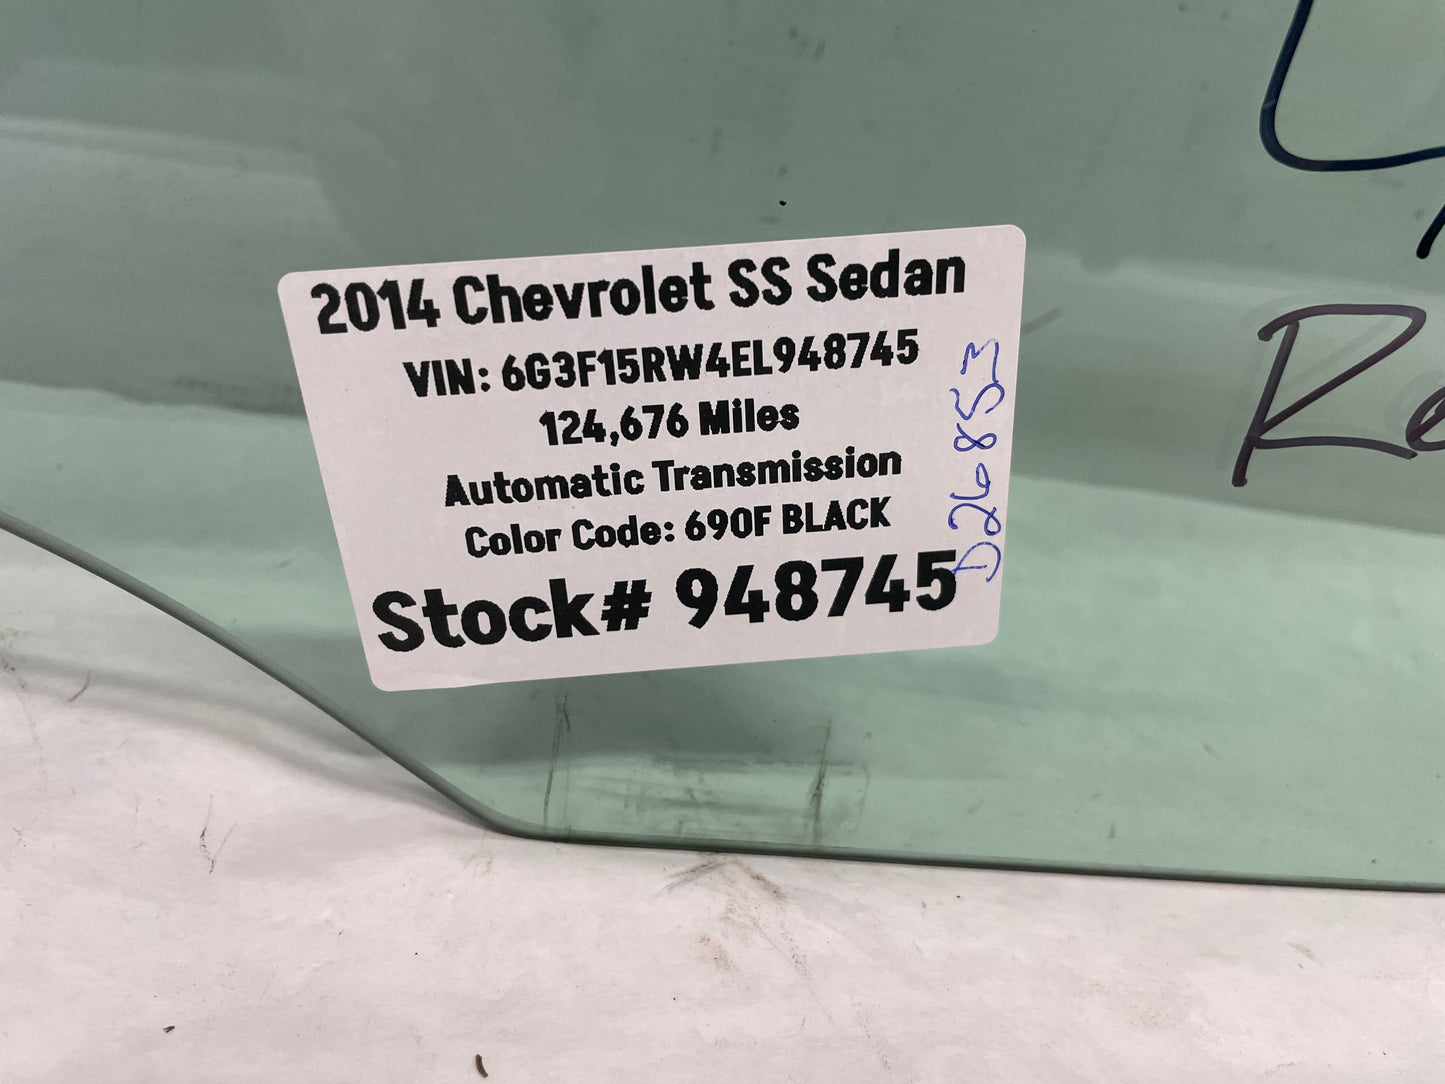 2014 Chevrolet SS Sedan
VIN: 6G3F15RW4EL948745
124,676 Miles
Automatic Transmission
Color Code: 690F BLACK
Stock# 948745
D26853